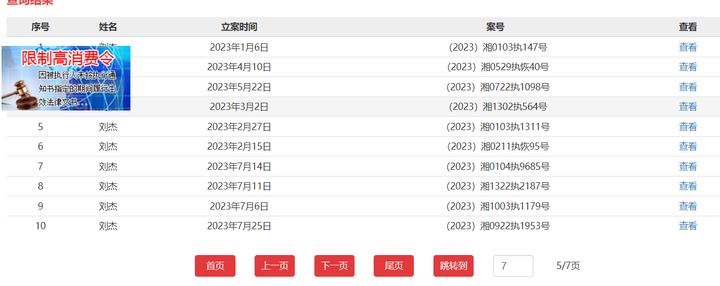 查询结果
序号 姓名 立案时间 案号 查看
刘杰 2023年1月6日 (2023) 湘0103执147号 查看
2023年4月10日 (2023) 湘0529执恢40号 查看
2023年5月22日 (2023) 湘0722执1098号 查看
2023年3月2日 (2023) 湘1302执564号 查看
限制高消费令
因被执行人未按执行通
知书指定的期间履行生
效法律文书
5 刘杰 2023年2月27日 (2023) 湘0103执1311号 查看
6 刘杰 2023年2月15日 (2023) 湘0211执恢95号 查看
7 刘杰 2023年7月14日 (2023) 湘0104执9685号 查看
8 刘杰 2023年7月11日 (2023) 湘1322执2187号 查看
9 刘杰 2023年7月6日 (2023) 湘1003执1179号 查看
10 刘杰 2023年7月25日 (2023) 湘0922执1953号 查看
首页 上一页 下一页 尾页 跳转到 7 5/7页